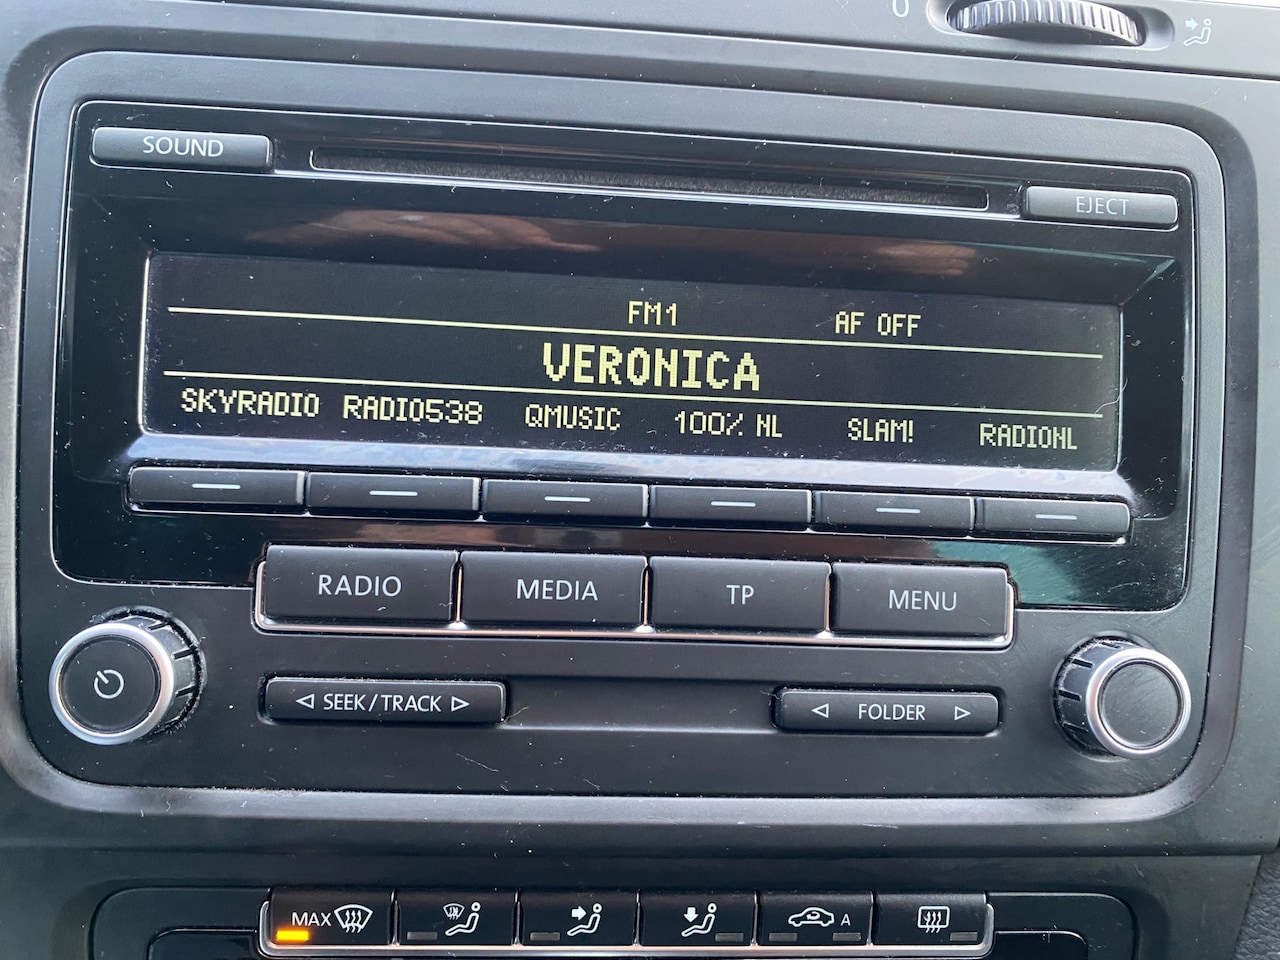 0
SOUND
EJECT
FM1 AF OFF
VERONICA
SKYRADIO RADIO538 QMUSIC 100% NL SLAM! RADIONL
RADIO MEDIA TP MENU
SEEK/TRACK FOLDER
MAX A